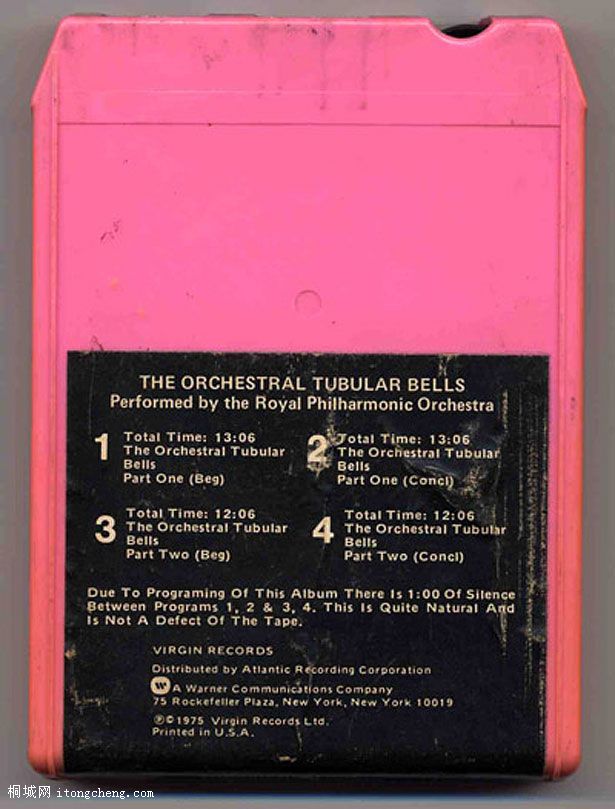 THE ORCHESTRAL TUBULAR BELLS
Performed by the Royal Philharmonic Orchestra
1 Total Time: 13:06
The Orchestral Tubular
Bells
Part One (Beg)
2 Total Time: 13:06
The Orchestral Tubular
Bells
Part One (Concl)
3 Total Time: 12:06
The Orchestral Tubular
Bells
Part Two (Beg)
4 Total Time: 12:06
The Orchestral Tubular
Bells
Part Two (Concl)
Due To Programing Of This Album There Is 1:00 Of Silence
Between Programs 1, 2 & 3, 4. This Is Quite Natural And
Is Not A Defect Of The Tape.
VIRGIN RECORDS
Distributed by Atlantic Recording Corporation
A Warner Communications Company
75 Rockefeller Plaza, New York, New York 10019
℗©1975 Virgin Records Ltd.
Printed in U.S.A.
桐城网 itongcheng.com